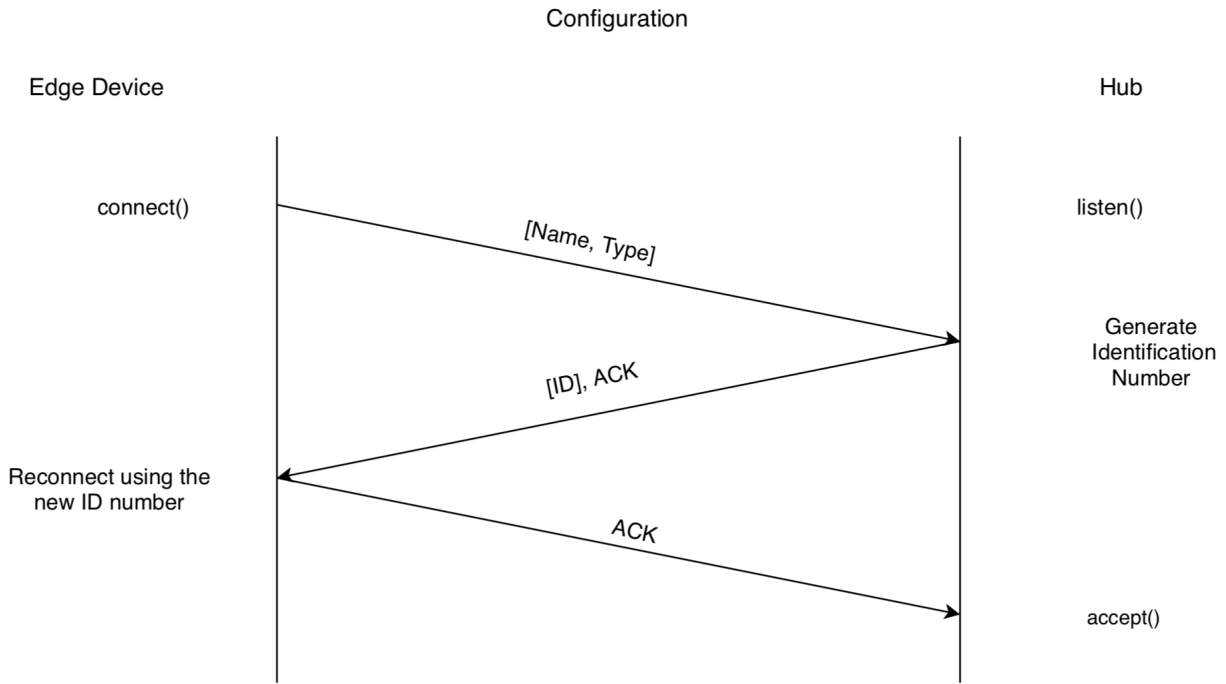 Configuration
Edge Device
Hub
connect()
listen()
[Name, Type]
Generate
Identification
Number
[ID], ACK
Reconnect using the
new ID number
ACK
accept()